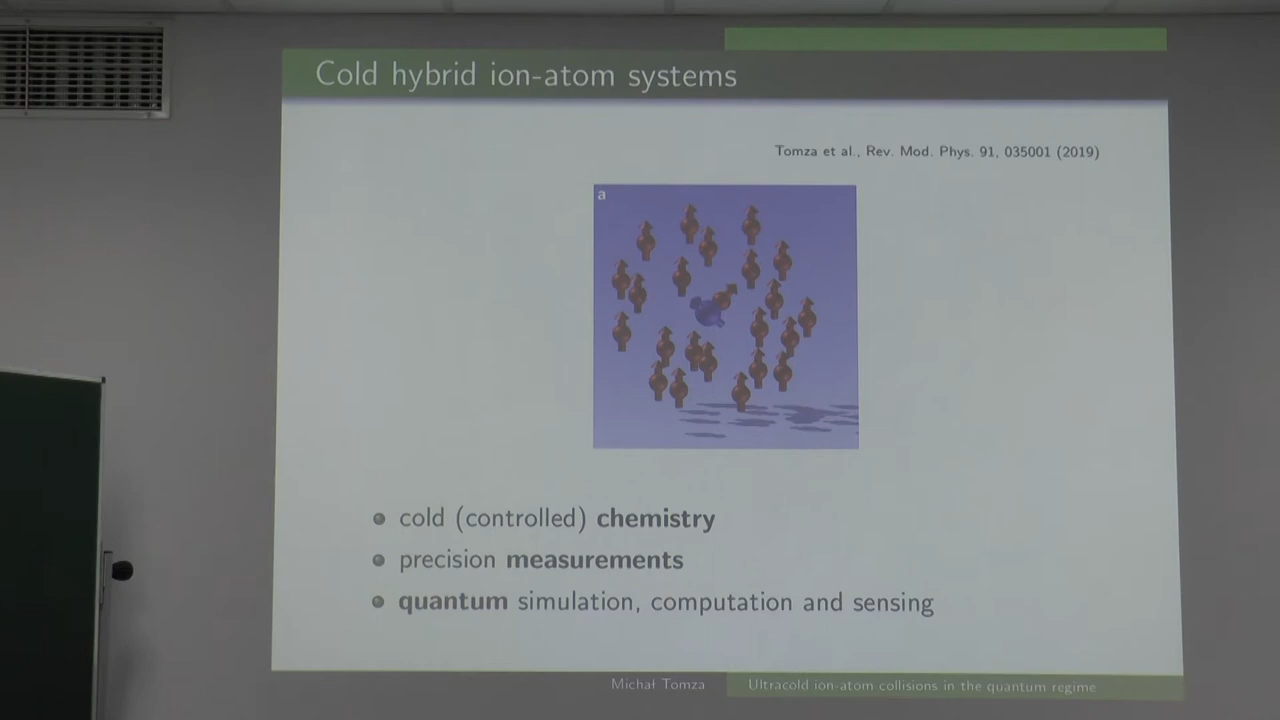 Cold hybrid ion-atom systems
Tomza et al., Rev. Mod. Phys. 91, 035001 (2019)
a
cold (controlled) chemistry
precision measurements
quantum simulation, computation and sensing
Michał Tomza
Ultracold ion-atom collisions in the quantum regime